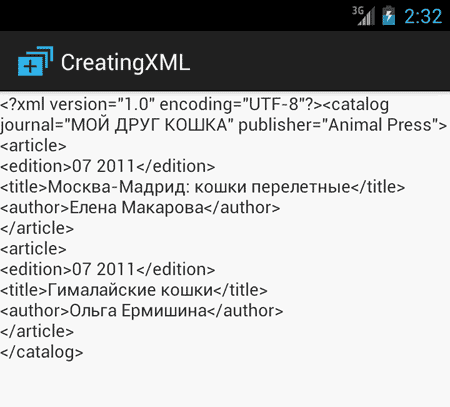 3G 2:32
CreatingXML
<?xml version="1.0" encoding="UTF-8"?><catalog
journal="МОЙ ДРУГ КОШКА" publisher="Animal Press">
<article>
<edition>07 2011</edition>
<title>Москва-Мадрид: кошки перелетные</title>
<author>Елена Макарова</author>
</article>
<article>
<edition>07 2011</edition>
<title>Гималайские кошки</title>
<author>Ольга Ермишина</author>
</article>
</catalog>